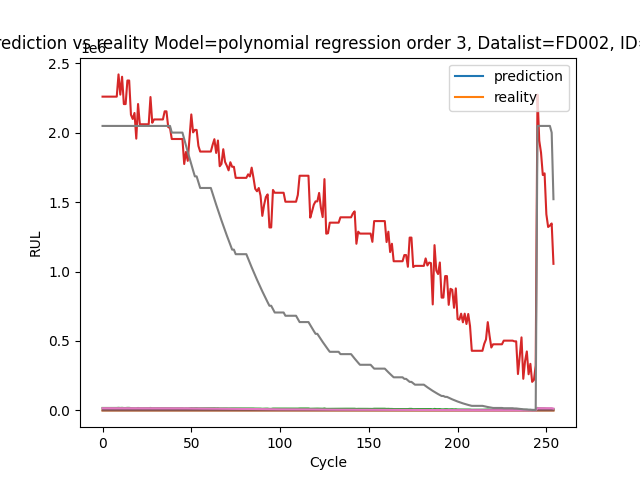 rediction vs reality Model=polynomial regression order 3, Datalist=FD002, ID=
1e6
2.5
2.0
1.5
1.0
0.5
0.0
RUL
prediction
reality
0 50 100 150 200 250
Cycle